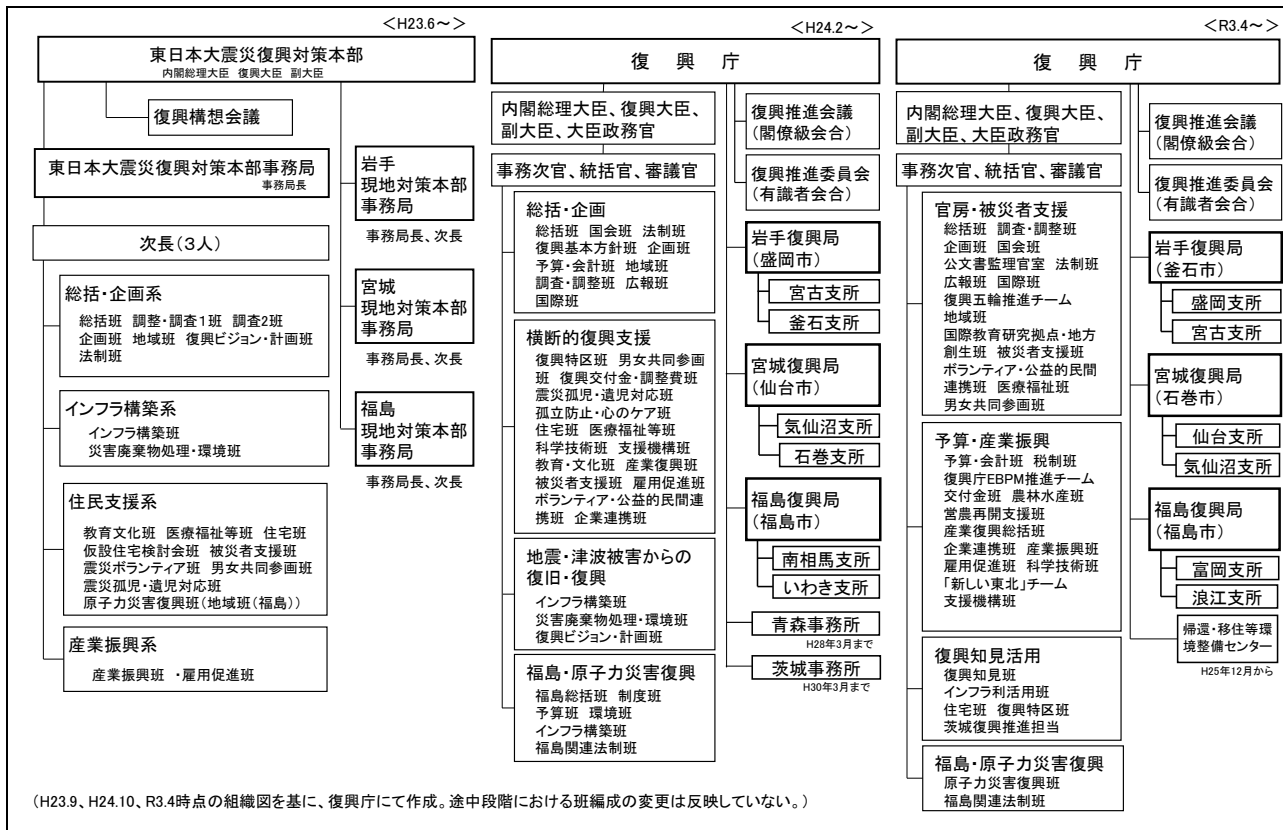 ＜H23.6～＞
東日本大震災復興対策本部
内閣総理大臣 復興大臣 副大臣
復興構想会議
東日本大震災復興対策本部事務局
事務局長
次長(３人)
総括・企画系
総括班 調整・調査１班 調査２班
企画班 地域班 復興ビジョン・計画班
法制班
インフラ構築系
インフラ構築班
災害廃棄物処理・環境班
住民支援系
教育文化班 医療福祉等班 住宅班
仮設住宅検討会班 被災者支援班
震災ボランティア班 男女共同参画班
震災孤児・遺児対応班
原子力災害復興班(地域班(福島))
産業振興系
産業振興班 ・雇用促進班
岩手
現地対策本部
事務局
事務局長、次長
宮城
現地対策本部
事務局
事務局長、次長
福島
現地対策本部
事務局
事務局長、次長
＜H24.2～＞
復 興 庁
内閣総理大臣、復興大臣、
副大臣、大臣政務官
事務次官、統括官、審議官
総括・企画
総括班 国会班 法制班
復興基本方針班 企画班
予算・会計班 地域班
調査・調整班 広報班
国際班
横断的復興支援
復興特区班 男女共同参画
班 復興交付金・調整費班
震災孤児・遺児対応班
孤立防止・心のケア班
住宅班 医療福祉等班
科学技術班 支援機構班
教育・文化班 産業復興班
被災者支援班 雇用促進班
ボランティア・公益的民間連
携班 企業連携班
地震・津波被害からの
復旧・復興
インフラ構築班
災害廃棄物処理・環境班
復興ビジョン・計画班
福島・原子力災害復興
福島総括班 制度班
予算班 環境班
インフラ構築班
福島関連法制班
復興推進会議
(閣僚級会合)
復興推進委員会
(有識者会合)
岩手復興局
(盛岡市)
宮古支所
釜石支所
宮城復興局
(仙台市)
気仙沼支所
石巻支所
福島復興局
(福島市)
南相馬支所
いわき支所
青森事務所
H28年3月まで
茨城事務所
H30年3月まで
＜R3.4～＞
復 興 庁
内閣総理大臣、復興大臣、
副大臣、大臣政務官
事務次官、統括官、審議官
官房・被災者支援
総括班 調査・調整班
企画班 国会班
公文書監理官室 法制班
広報班 国際班
復興五輪推進チーム
地域班
国際教育研究拠点・地方
創生班 被災者支援班
ボランティア・公益的民間
連携班 医療福祉班
男女共同参画班
予算・産業振興
予算・会計班 税制班
復興庁EBPM推進チーム
交付金班 農林水産班
営農再開支援班
産業復興総括班
企業連携班 産業振興班
雇用促進班 科学技術班
「新しい東北」チーム
支援機構班
復興知見活用
復興知見班
インフラ利活用班
住宅班 復興特区班
茨城復興推進担当
福島・原子力災害復興
原子力災害復興班
福島関連法制班
復興推進会議
(閣僚級会合)
復興推進委員会
(有識者会合)
岩手復興局
(釜石市)
盛岡支所
宮古支所
宮城復興局
(石巻市)
仙台支所
気仙沼支所
福島復興局
(福島市)
富岡支所
浪江支所
帰還・移住等環
境整備センター
H25年12月から
(H23.9、H24.10、R3.4時点の組織図を基に、復興庁にて作成。途中段階における班編成の変更は反映していない。)